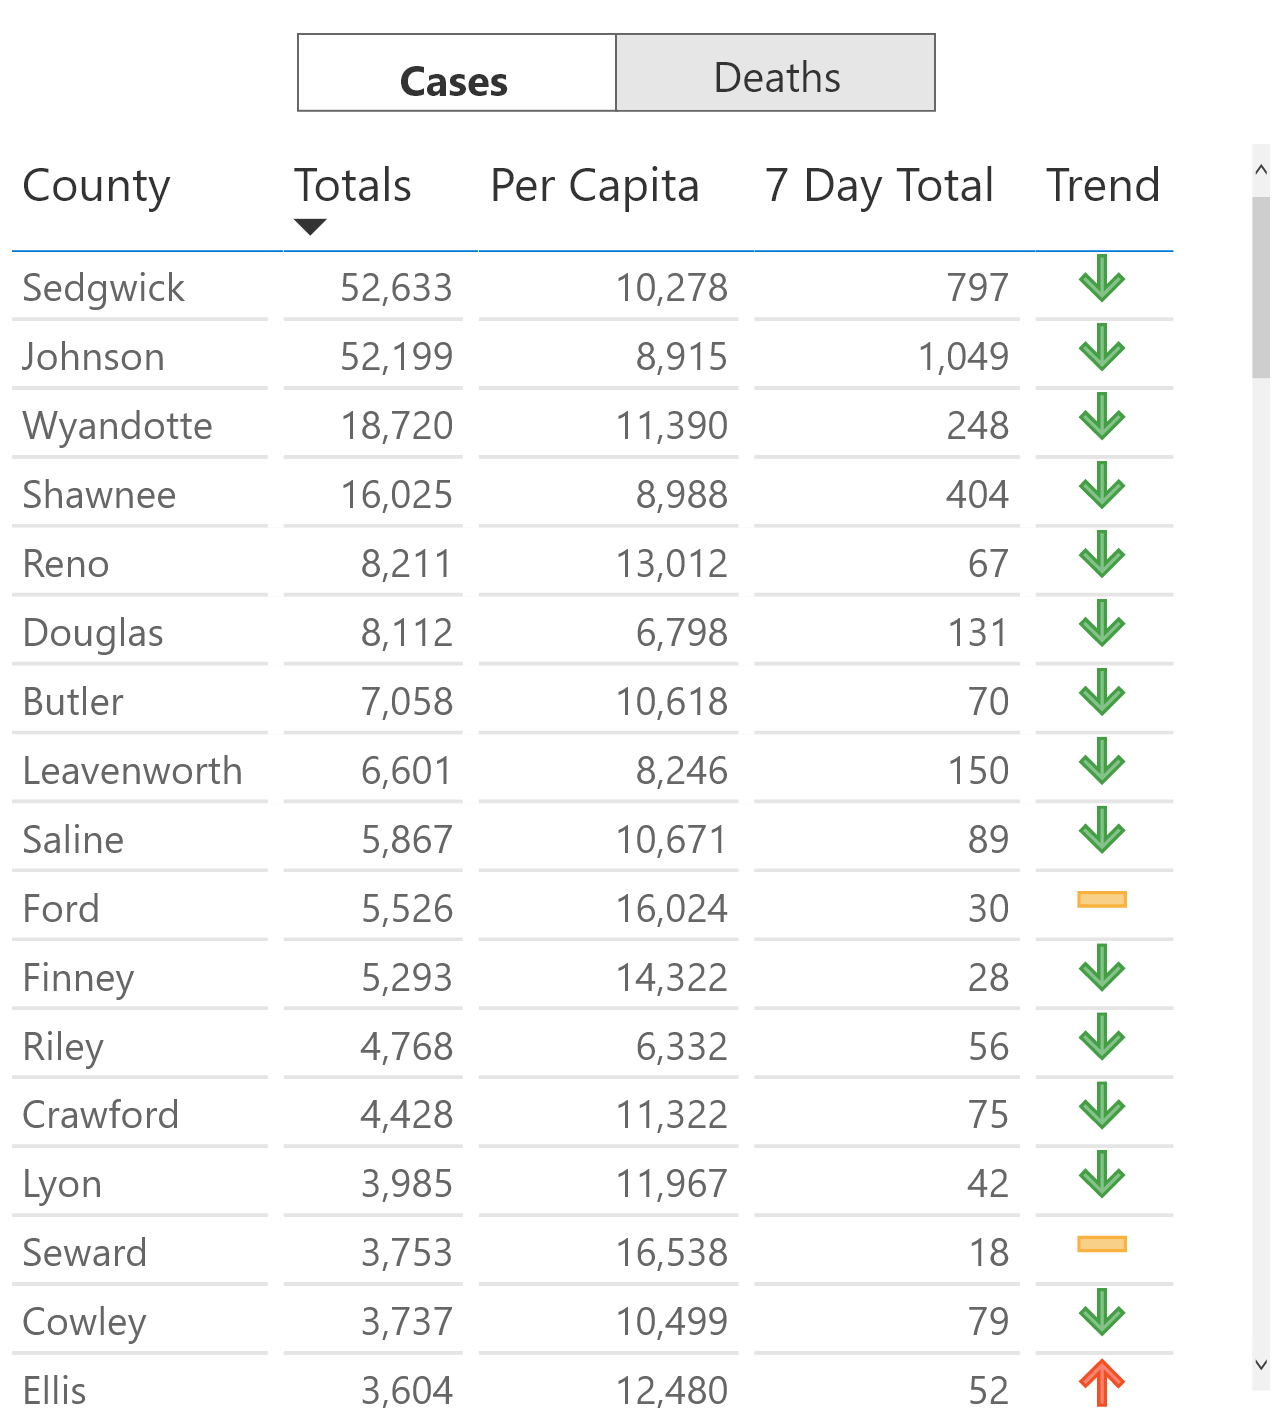 Cases Deaths
County Totals Per Capita 7 Day Total Trend
Sedgwick 52,633 10,278 797
Johnson 52,199 8,915 1,049
Wyandotte 18,720 11,390 248
Shawnee 16,025 8,988 404
Reno 8,211 13,012 67
Douglas 8,112 6,798 131
Butler 7,058 10,618 70
Leavenworth 6,601 8,246 150
Saline 5,867 10,671 89
Ford 5,526 16,024 30
Finney 5,293 14,322 28
Riley 4,768 6,332 56
Crawford 4,428 11,322 75
Lyon 3,985 11,967 42
Seward 3,753 16,538 18
Cowley 3,737 10,499 79
Ellis 3,604 12,480 52